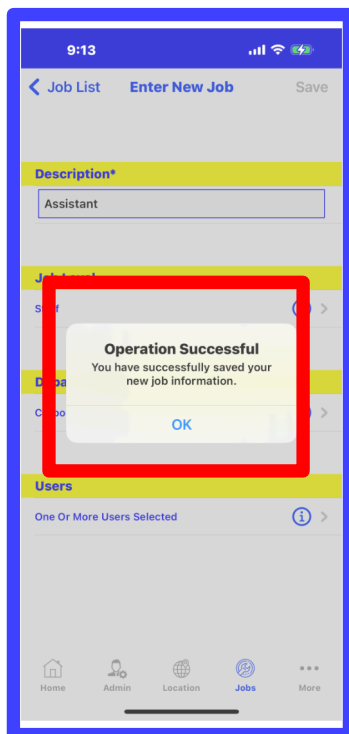 9:13
Job List Enter New Job Save
Description*
Assistant
Operation Successful
You have successfully saved your
new job information.
OK
Users
One Or More Users Selected
Home Admin Location Jobs More